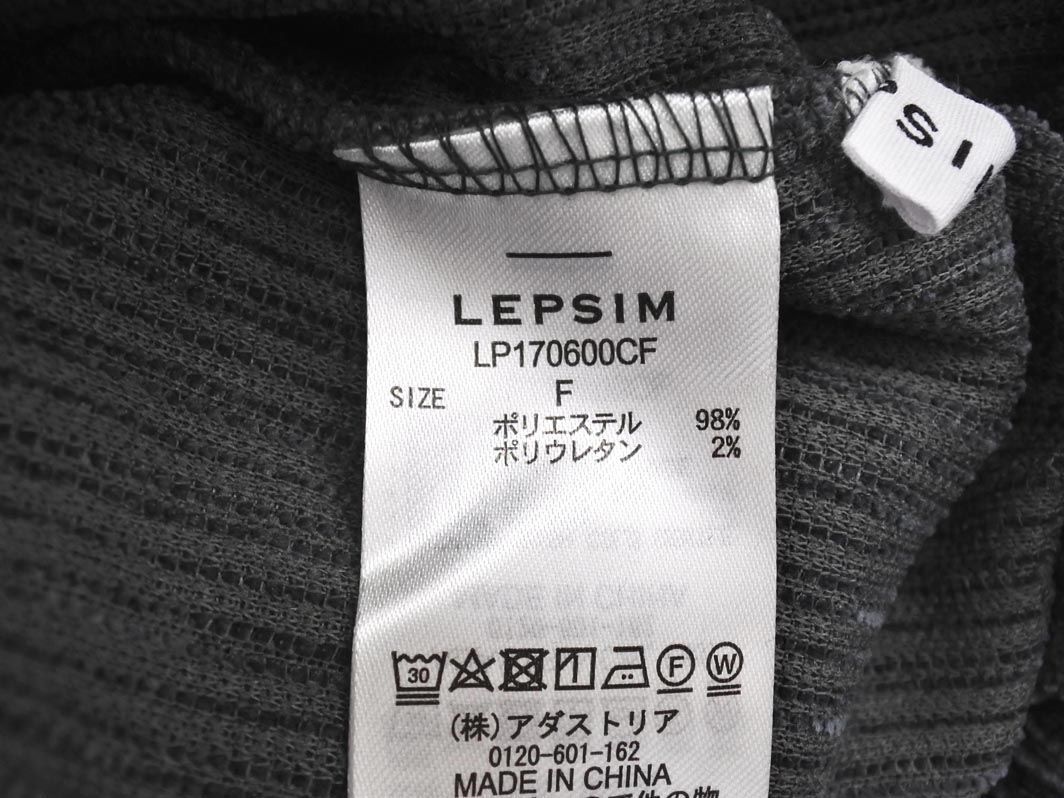 LEPSIM
LP170600CF
SIZE F
ポリエステル 98%
ポリウレタン 2%
30 F W
(株)アダストリア
0120-601-162
MADE IN CHINA
S I